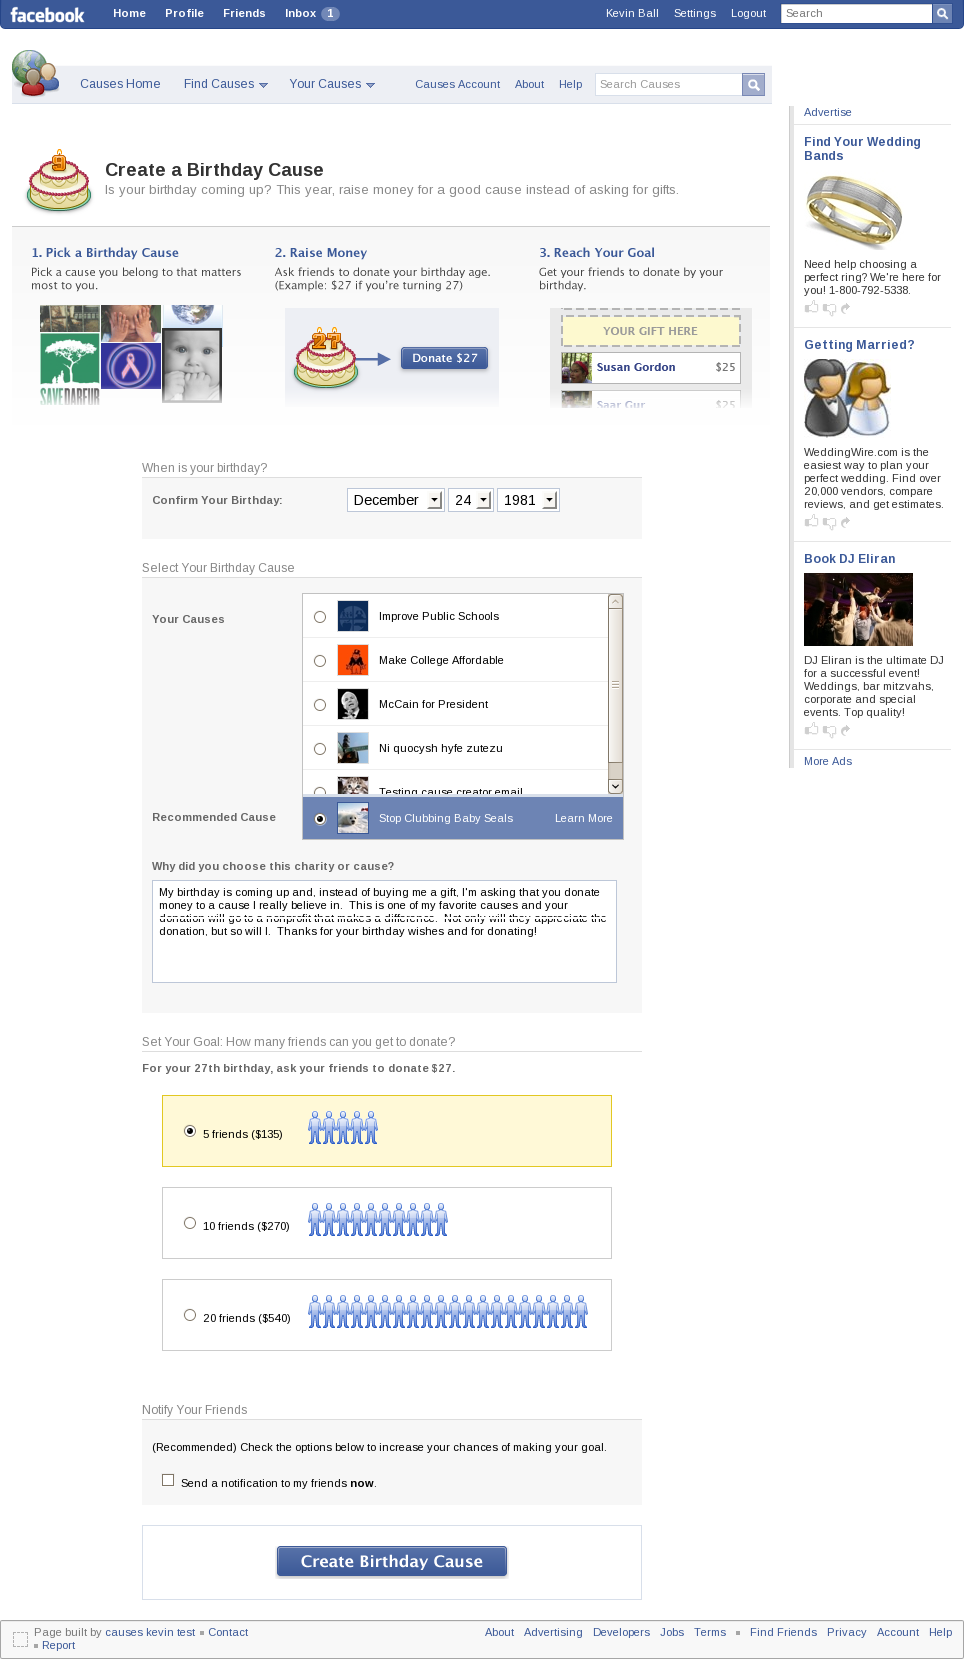 facebook Home Profile Friends Inbox 1 Kevin Ball Settings Logout Search
Causes Home Find Causes Your Causes Causes Account About Help Search Causes
Create a Birthday Cause
Is your birthday coming up? This year, raise money for a good cause instead of asking for gifts.
1. Pick a Birthday Cause
Pick a cause you belong to that matters
most to you.
SAVEDARFUR
2. Raise Money
Ask friends to donate your birthday age.
(Example: $27 if you're turning 27)
27 Donate $27
3. Reach Your Goal
Get your friends to donate by your
birthday.
YOUR GIFT HERE
Susan Gordon $25
Saar Gur $25
When is your birthday?
Confirm Your Birthday: December 24 1981
Select Your Birthday Cause
Your Causes
Improve Public Schools
Make College Affordable
McCain for President
Ni quocysh hyfe zutezu
Testing cause creator email
Recommended Cause Stop Clubbing Baby Seals Learn More
Why did you choose this charity or cause?
My birthday is coming up and, instead of buying me a gift, I'm asking that you donate
money to a cause I really believe in.  This is one of my favorite causes and your
donation will go to a nonprofit that makes a difference.  Not only will they appreciate the
donation, but so will I.  Thanks for your birthday wishes and for donating!
Set Your Goal: How many friends can you get to donate?
For your 27th birthday, ask your friends to donate $27.
5 friends ($135)
10 friends ($270)
20 friends ($540)
Notify Your Friends
(Recommended) Check the options below to increase your chances of making your goal.
Send a notification to my friends now.
Create Birthday Cause
Advertise
Find Your Wedding
Bands
Need help choosing a
perfect ring? We're here for
you! 1-800-792-5338.
Getting Married?
WeddingWire.com is the
easiest way to plan your
perfect wedding. Find over
20,000 vendors, compare
reviews, and get estimates.
Book DJ Eliran
DJ Eliran is the ultimate DJ
for a successful event!
Weddings, bar mitzvahs,
corporate and special
events. Top quality!
More Ads
Page built by causes kevin test Contact
Report
About Advertising Developers Jobs Terms Find Friends Privacy Account Help